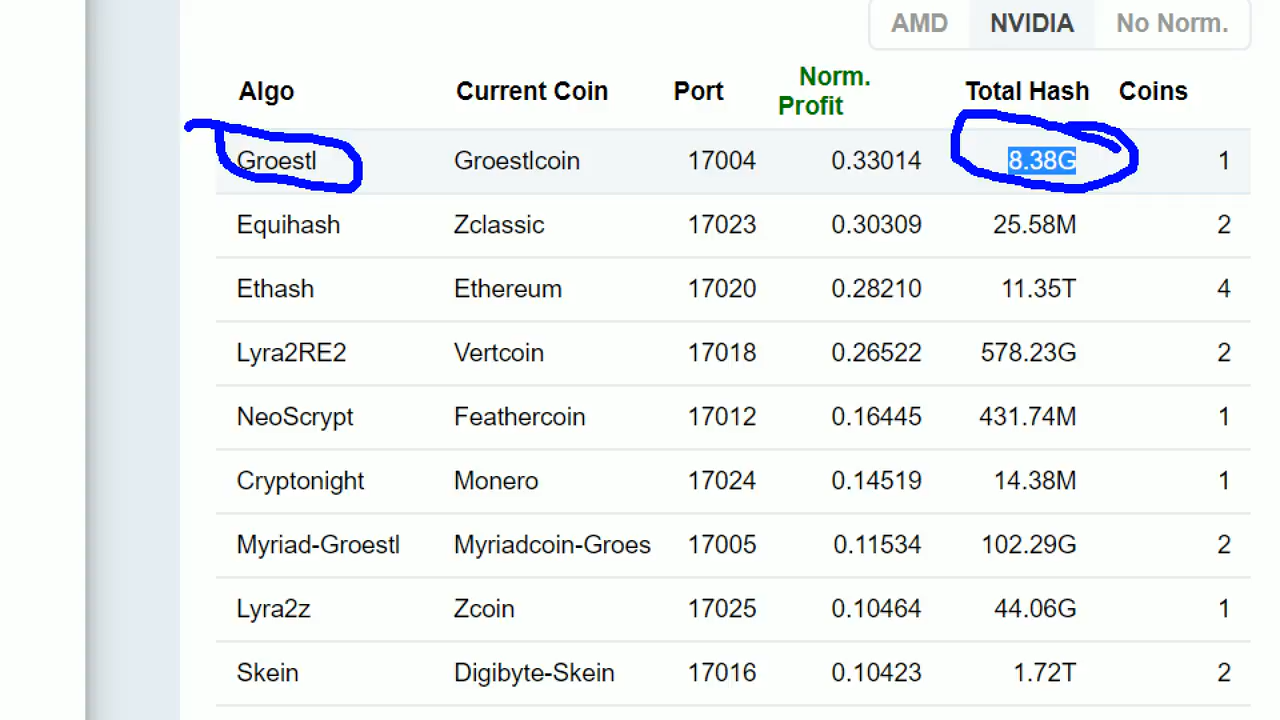 AMD NVIDIA No Norm.
Algo Current Coin Port Norm. Profit Total Hash Coins
Groestl Groestlcoin 17004 0.33014 8.38G 1
Equihash Zclassic 17023 0.30309 25.58M 2
Ethash Ethereum 17020 0.28210 11.35T 4
Lyra2RE2 Vertcoin 17018 0.26522 578.23G 2
NeoScrypt Feathercoin 17012 0.16445 431.74M 1
Cryptonight Monero 17024 0.14519 14.38M 1
Myriad-Groestl Myriadcoin-Groes 17005 0.11534 102.29G 2
Lyra2z Zcoin 17025 0.10464 44.06G 1
Skein Digibyte-Skein 17016 0.10423 1.72T 2